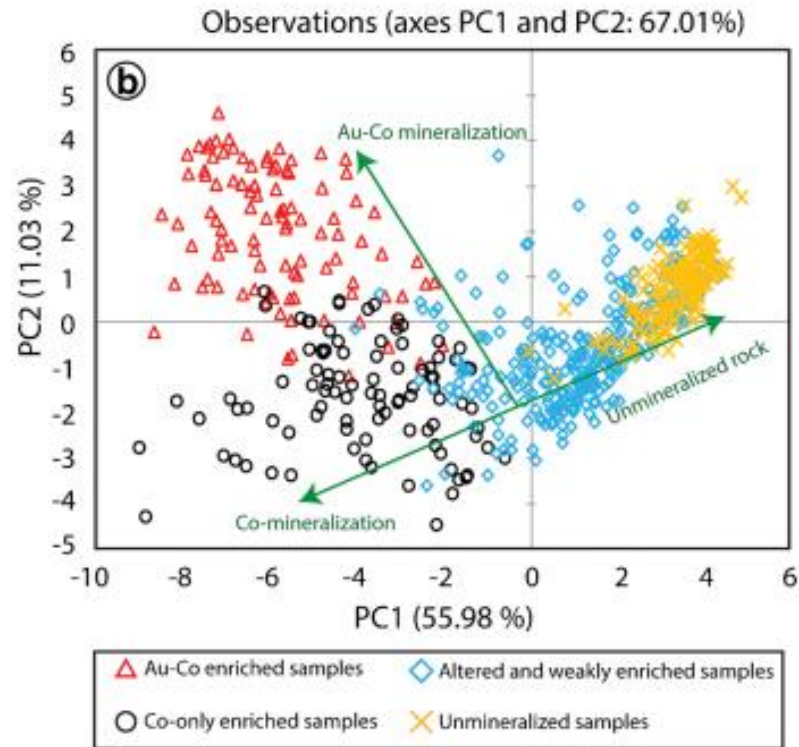 Observations (axes PC1 and PC2: 67.01%)
b
6
5
4
3
2
1
0
-1
-2
-3
-4
-5
PC2 (11.03 %)
Au-Co mineralization
Unmineralized rock
Co-mineralization
-10 -8 -6 -4 -2 0 2 4 6
PC1 (55.98 %)
Au-Co enriched samples Altered and weakly enriched samples
Co-only enriched samples Unmineralized samples